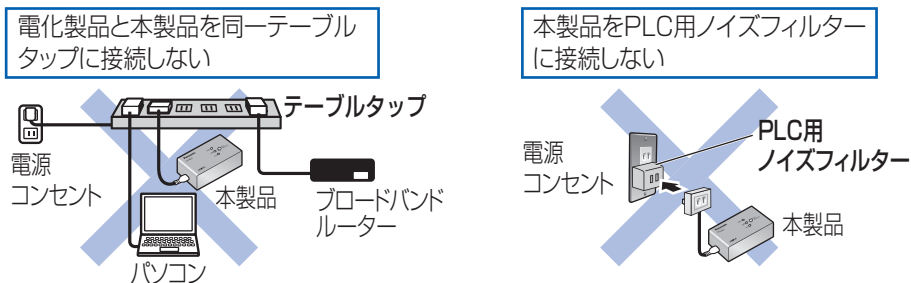 電化製品と本製品を同一テーブル
タップに接続しない
テーブルタップ
電源
コンセント
本製品
ブロードバンド
ルーター
パソコン
本製品をPLC用ノイズフィルター
に接続しない
PLC用
ノイズフィルター
電源
コンセント
本製品